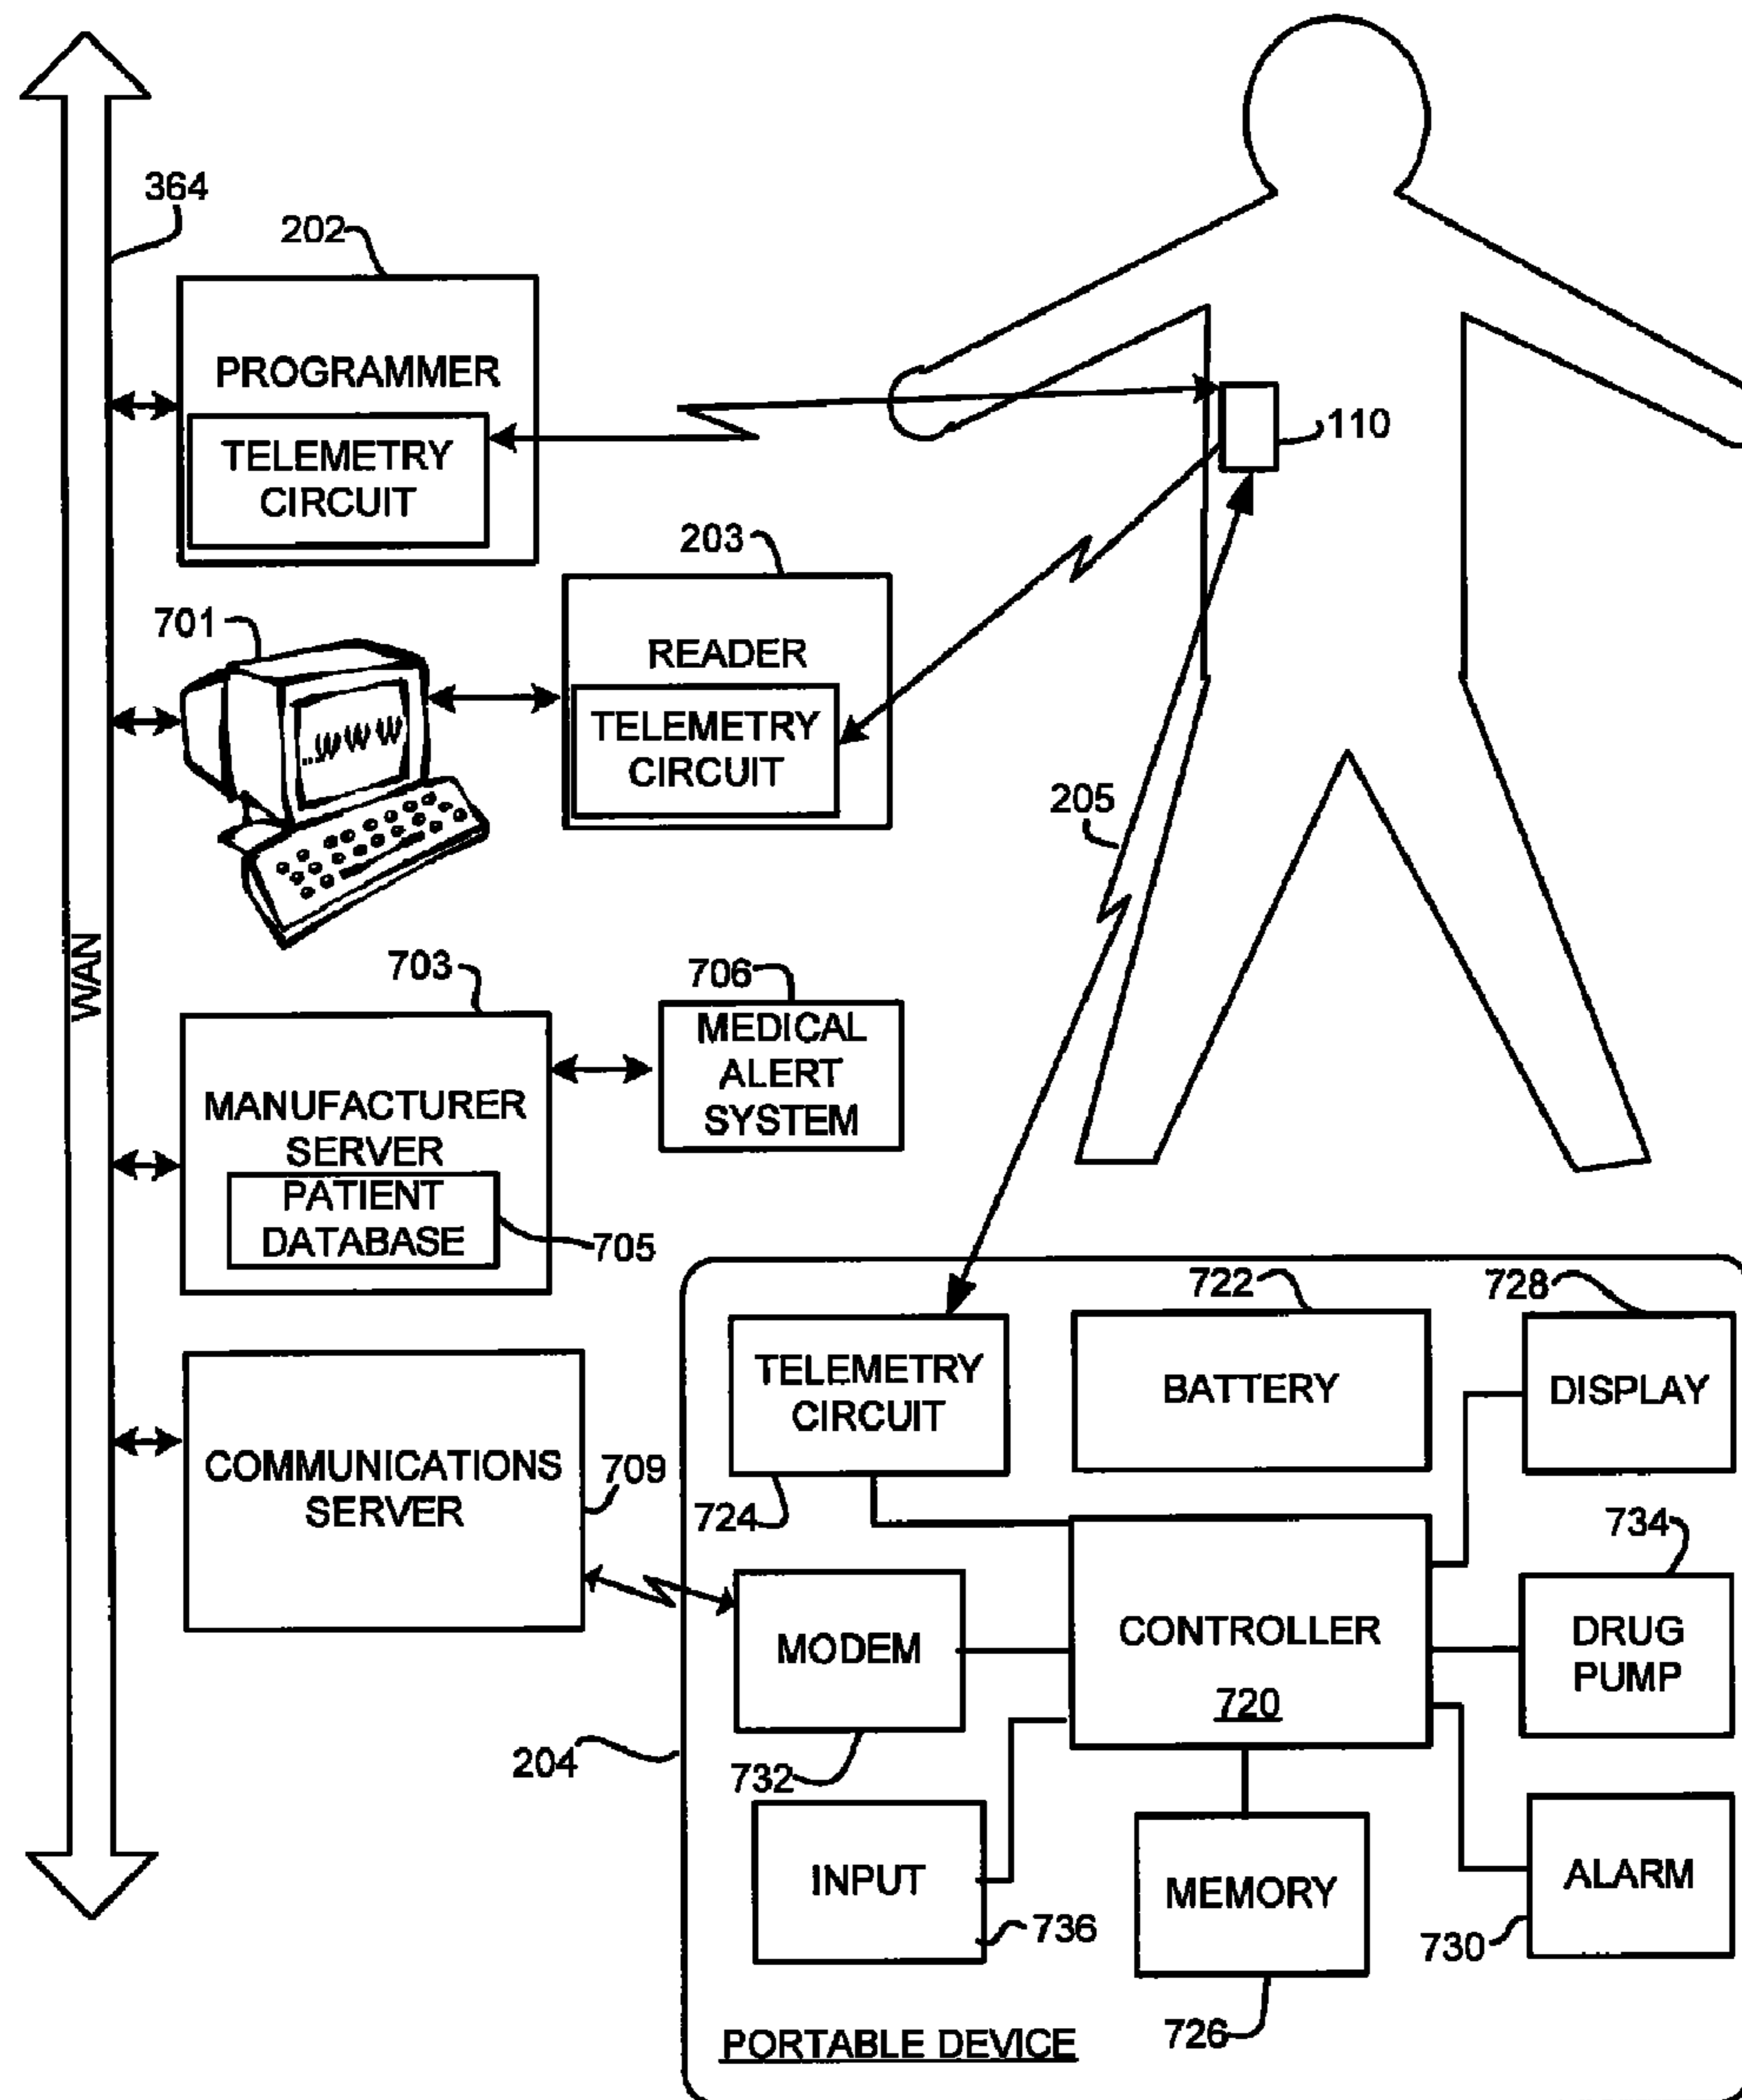 364
202
PROGRAMMER
TELEMETRY
CIRCUIT
110
203
READER
TELEMETRY
CIRCUIT
701
...WWW
205
WAN
703
MANUFACTURER
SERVER
PATIENT
DATABASE
705
706
MEDICAL
ALERT
SYSTEM
COMMUNICATIONS
SERVER
709
TELEMETRY
CIRCUIT
724
722
BATTERY
728
DISPLAY
MODEM
732
CONTROLLER
720
734
DRUG
PUMP
204
INPUT
736
MEMORY
726
ALARM
730
PORTABLE DEVICE